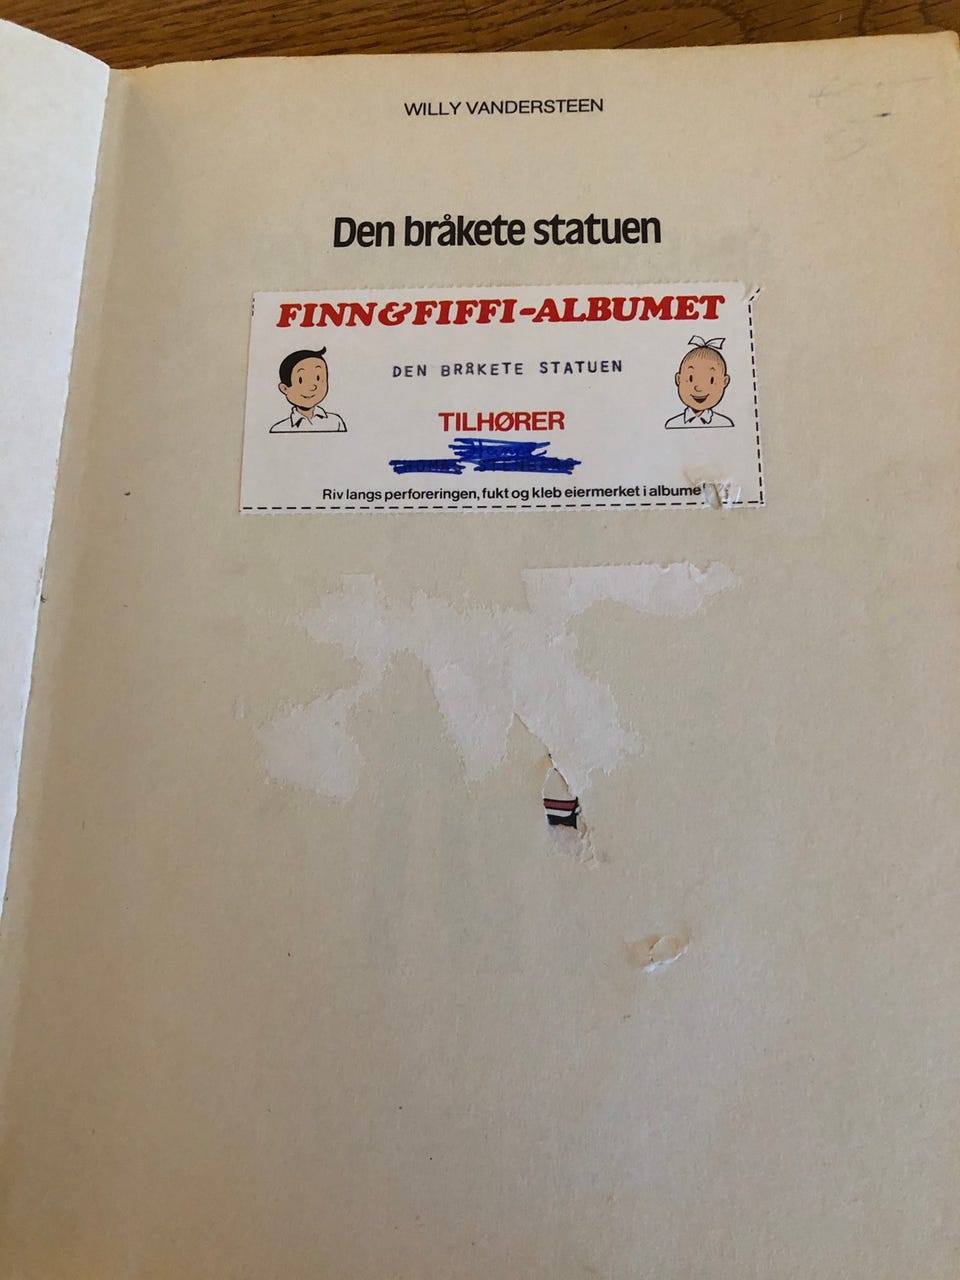 WILLY VANDERSTEEN
Den bråkete statuen
FINN&FIFFI-ALBUMET
DEN BRÅKETE STATUEN
TILHØRER
Riv langs perforeringen, fukt og kleb eiermerket i albume